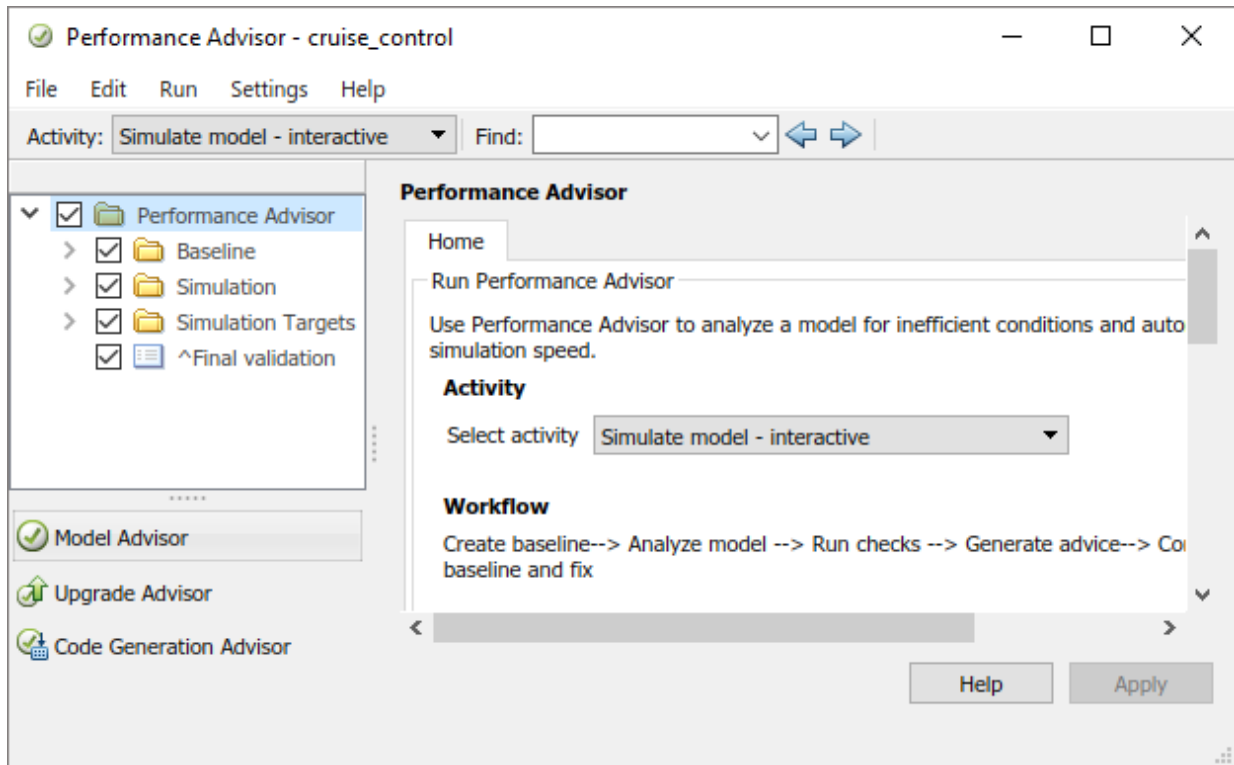 Performance Advisor - cruise_control
File Edit Run Settings Help
Activity: Simulate model - interactive Find:
Performance Advisor
Baseline
Simulation
Simulation Targets
^Final validation
Model Advisor
Upgrade Advisor
Code Generation Advisor
Performance Advisor
Home
Run Performance Advisor
Use Performance Advisor to analyze a model for inefficient conditions and auto
simulation speed.
Activity
Select activity Simulate model - interactive
Workflow
Create baseline--> Analyze model --> Run checks --> Generate advice-->
baseline and fix
Help Apply